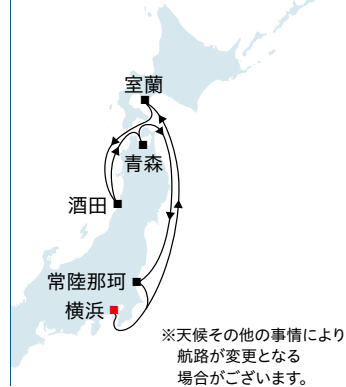 室蘭
青森
酒田
常陸那珂
横浜
※天候その他の事情により
航路が変更となる
場合がございます。